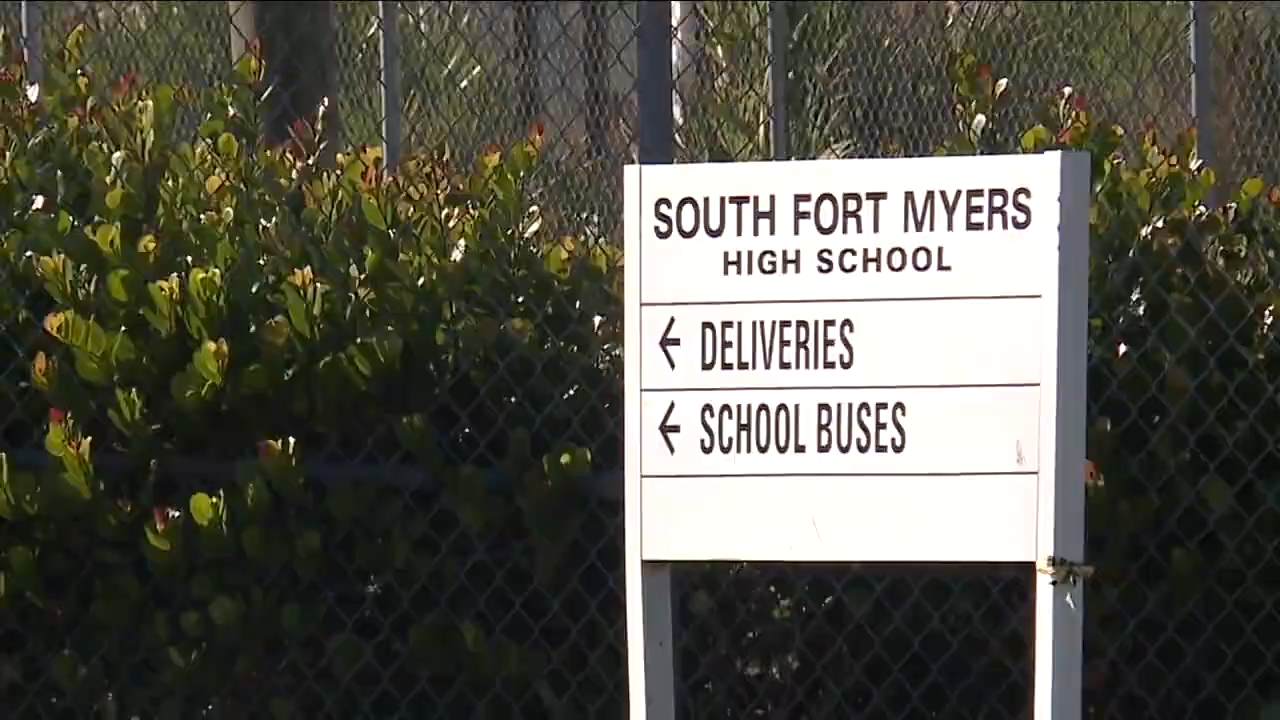 SOUTH FORT MYERS
HIGH SCHOOL
← DELIVERIES
← SCHOOL BUSES